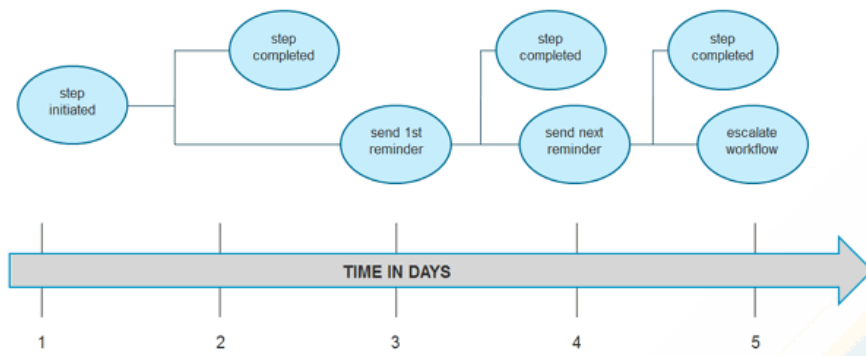 step
completed
step
completed
step
completed
step
initiated
send 1st
reminder
send next
reminder
escalate
workflow
TIME IN DAYS
1
2
3
4
5